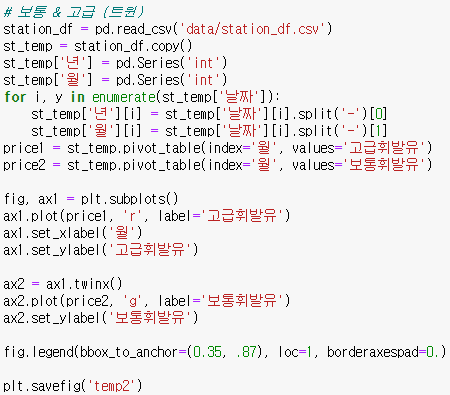 # 보통 & 고급 (트윈)
station_df = pd.read_csv('data/station_df.csv')
st_temp = station_df.copy()
st_temp['년'] = pd.Series('int')
st_temp['월'] = pd.Series('int')
for i, y in enumerate(st_temp['날짜']):
    st_temp['년'][i] = st_temp['날짜'][i].split('-')[0]
    st_temp['월'][i] = st_temp['날짜'][i].split('-')[1]
price1 = st_temp.pivot_table(index='월', values='고급휘발유')
price2 = st_temp.pivot_table(index='월', values='보통휘발유')
fig, ax1 = plt.subplots()
ax1.plot(price1, 'r', label='고급휘발유')
ax1.set_xlabel('월')
ax1.set_ylabel('고급휘발유')
ax2 = ax1.twinx()
ax2.plot(price2, 'g', label='보통휘발유')
ax2.set_ylabel('보통휘발유')
fig.legend(bbox_to_anchor=(0.35, .87), loc=1, borderaxespad=0.)
plt.savefig('temp2')